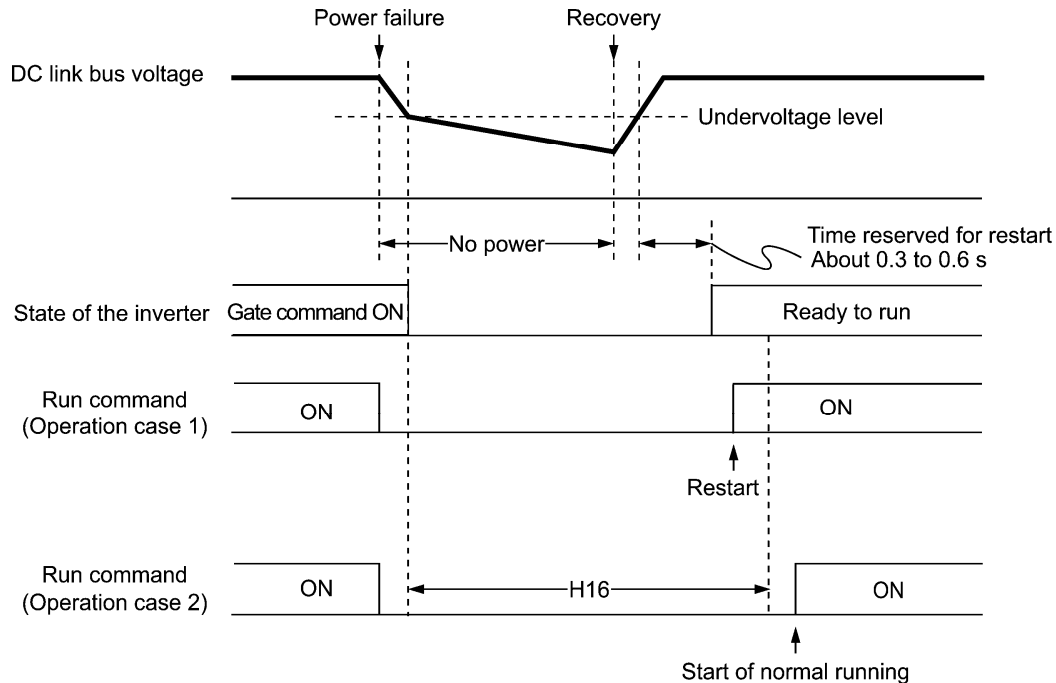 Power failure
Recovery
DC link bus voltage
Undervoltage level
No power
Time reserved for restart
About 0.3 to 0.6 s
State of the inverter
Gate command ON
Ready to run
Run command
(Operation case 1)
ON
ON
Restart
Run command
(Operation case 2)
ON
H16
ON
Start of normal running